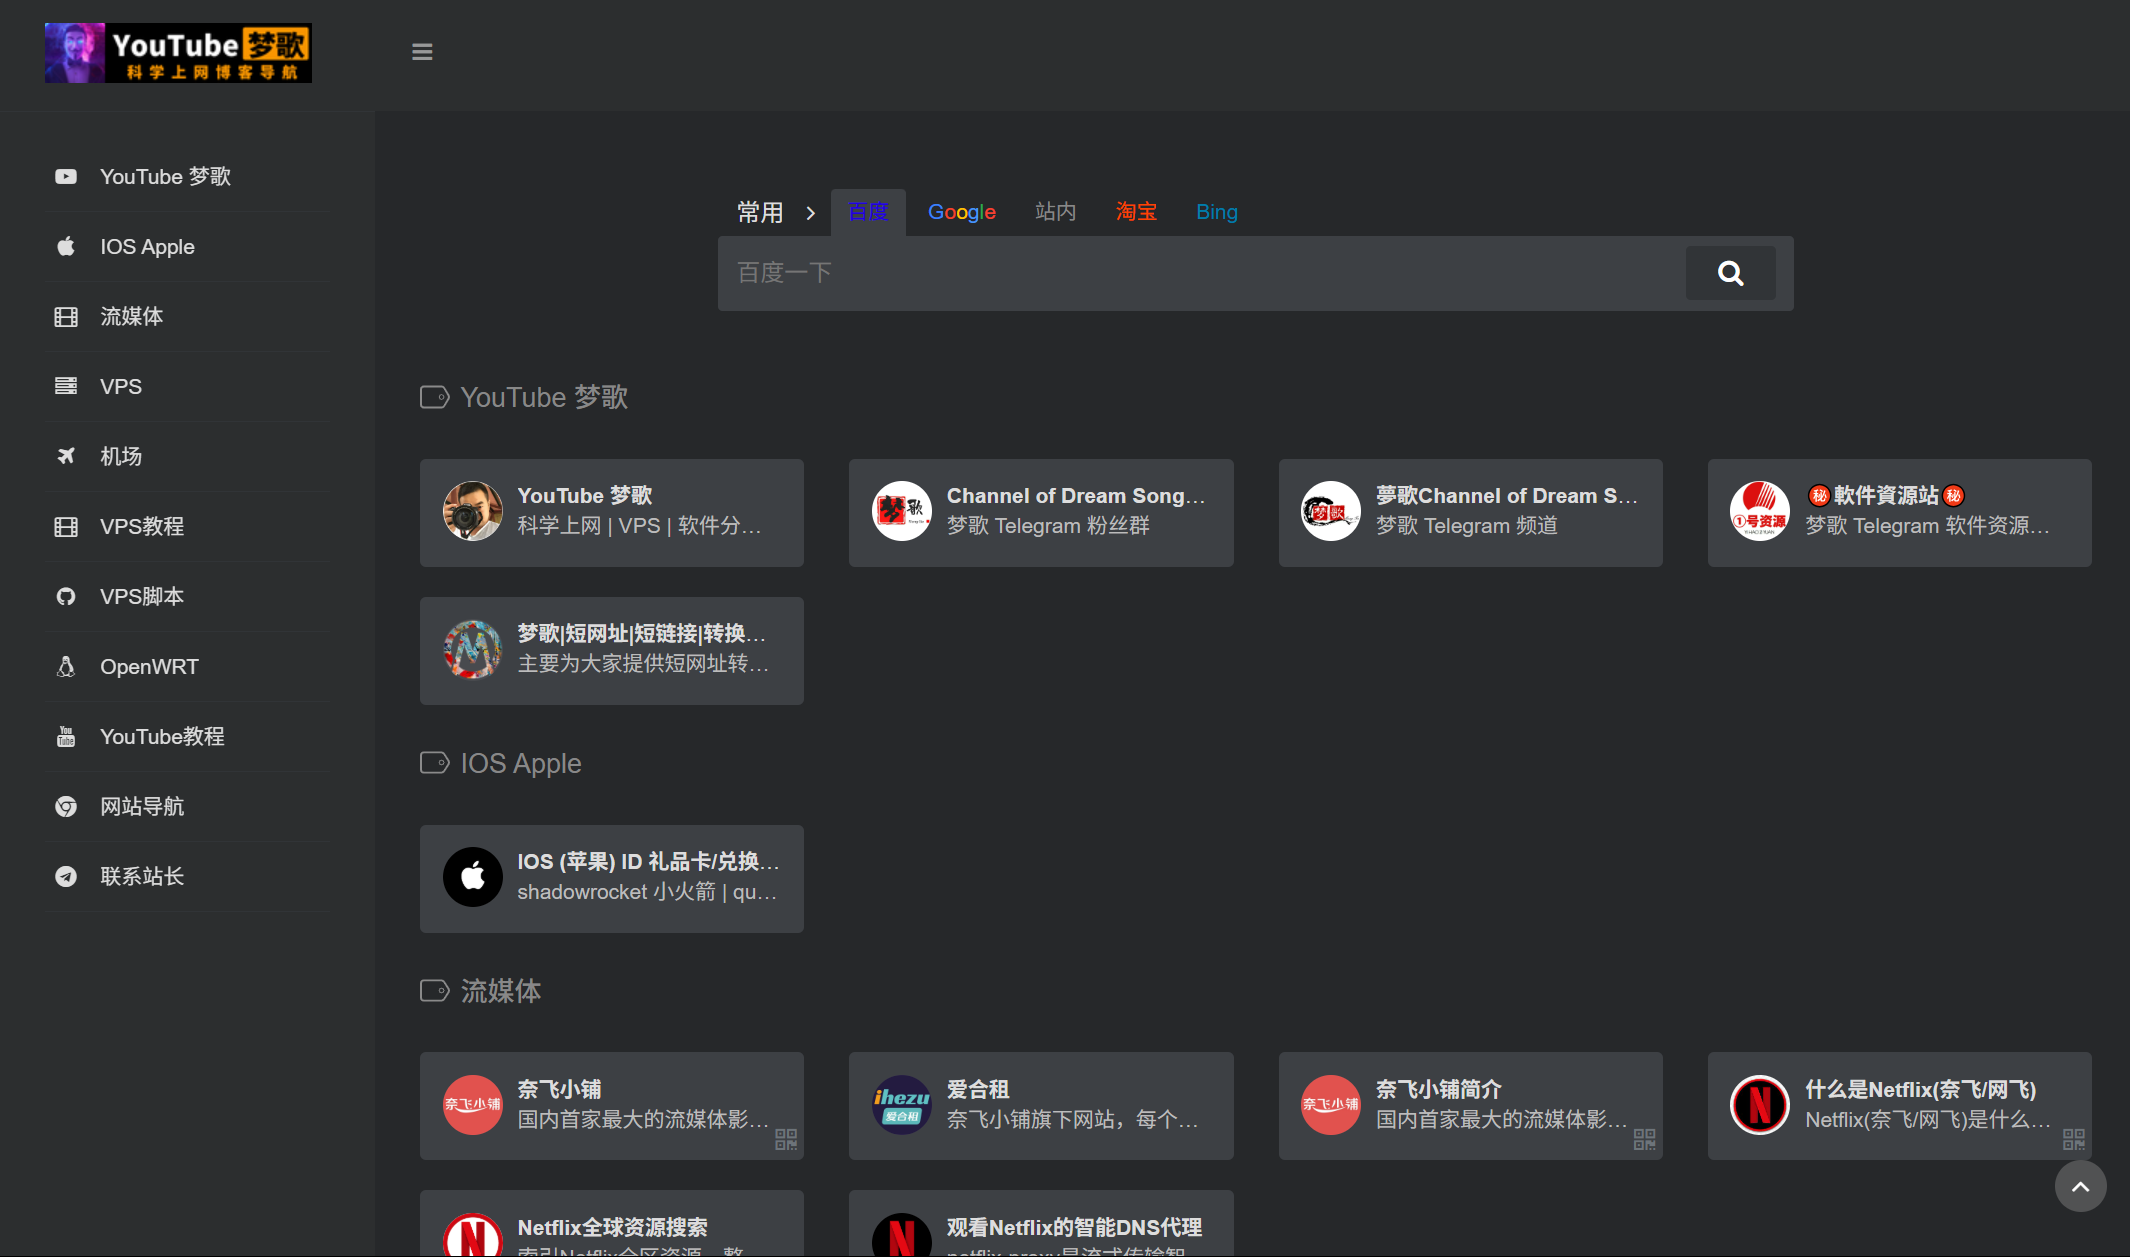 YouTube 梦歌
科学上网博客导航
YouTube 梦歌
IOS Apple
流媒体
VPS
机场
VPS教程
VPS脚本
OpenWRT
YouTube教程
网站导航
联系站长
常用 百度 Google 站内 淘宝 Bing
百度一下
YouTube 梦歌
YouTube 梦歌
科学上网 | VPS | 软件分…
Channel of Dream Song…
梦歌 Telegram 粉丝群
夢歌Channel of Dream S…
梦歌 Telegram 频道
㊙軟件資源站㊙
梦歌 Telegram 软件资源…
梦歌|短网址|短链接|转换…
主要为大家提供短网址转…
IOS Apple
IOS (苹果) ID 礼品卡/兑换…
shadowrocket 小火箭 | qu…
流媒体
奈飞小铺
奈飞小铺
国内首家最大的流媒体影…
ihezu
爱合租
爱合租
奈飞小铺旗下网站，每个…
奈飞小铺
奈飞小铺简介
国内首家最大的流媒体影…
什么是Netflix(奈飞/网飞)
Netflix(奈飞/网飞)是什么…
Netflix全球资源搜索
观看Netflix的智能DNS代理